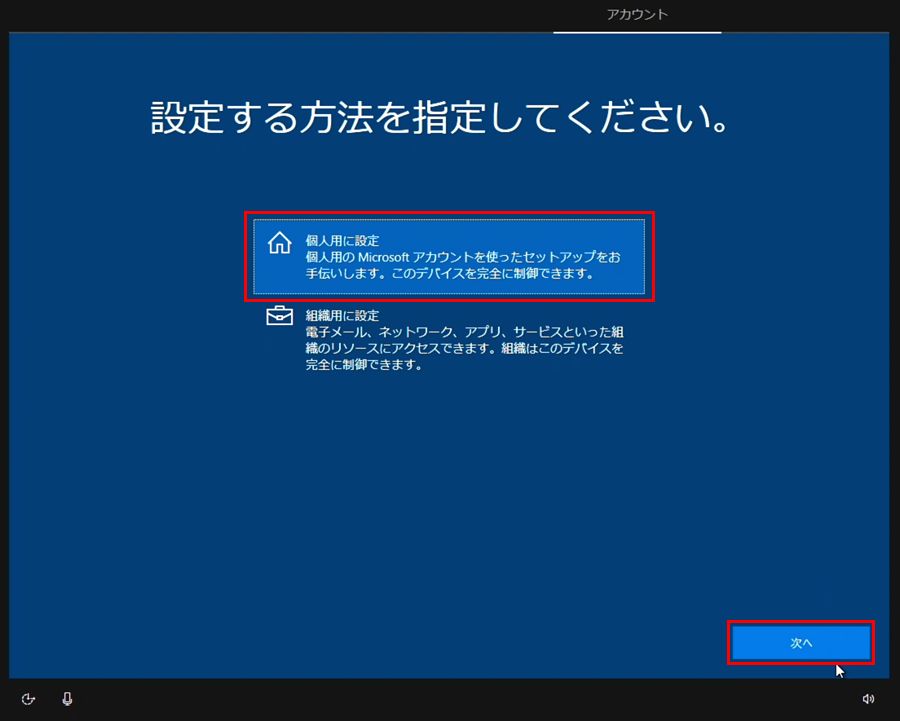 アカウント
設定する方法を指定してください。
個人用に設定
個人用の Microsoft アカウントを使ったセットアップをお
手伝いします。このデバイスを完全に制御できます。
組織用に設定
電子メール、ネットワーク、アプリ、サービスといった組
織のリソースにアクセスできます。組織はこのデバイスを
完全に制御できます。
次へ